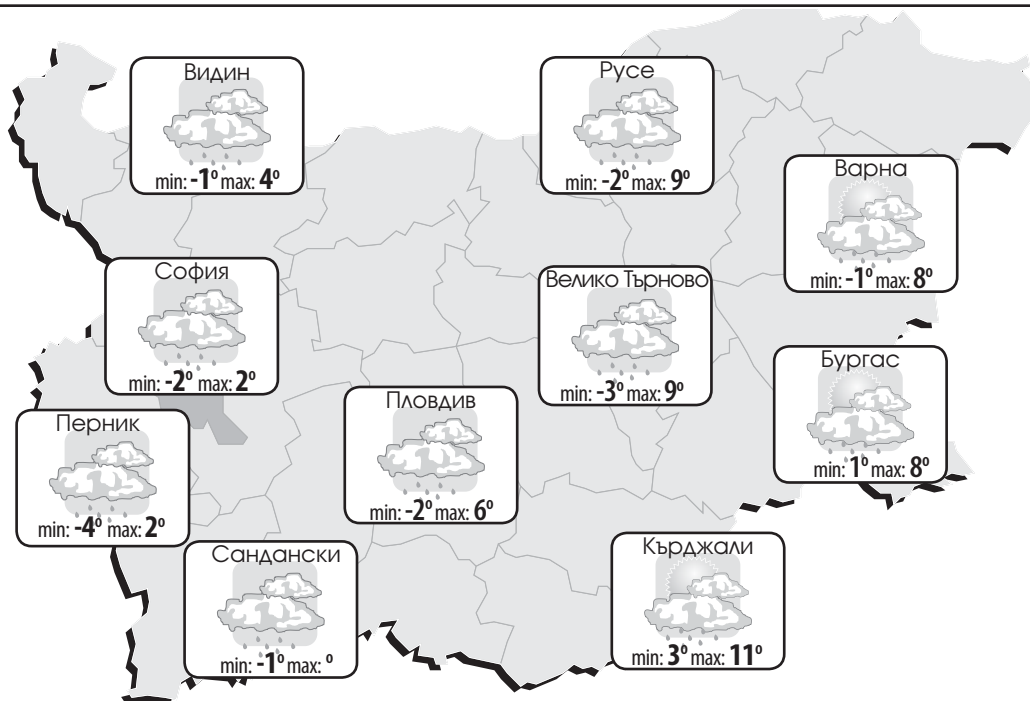 Видин
min: -1° max: 4°
Русе
min: -2° max: 9°
Варна
min: -1° max: 8°
София
min: -2° max: 2°
Велико Търново
min: -3° max: 9°
Бургас
min: 1° max: 8°
Пловдив
min: -2° max: 6°
Перник
min: -4° max: 2°
Сандански
min: -1° max: °
Кърджали
min: 3° max: 11°